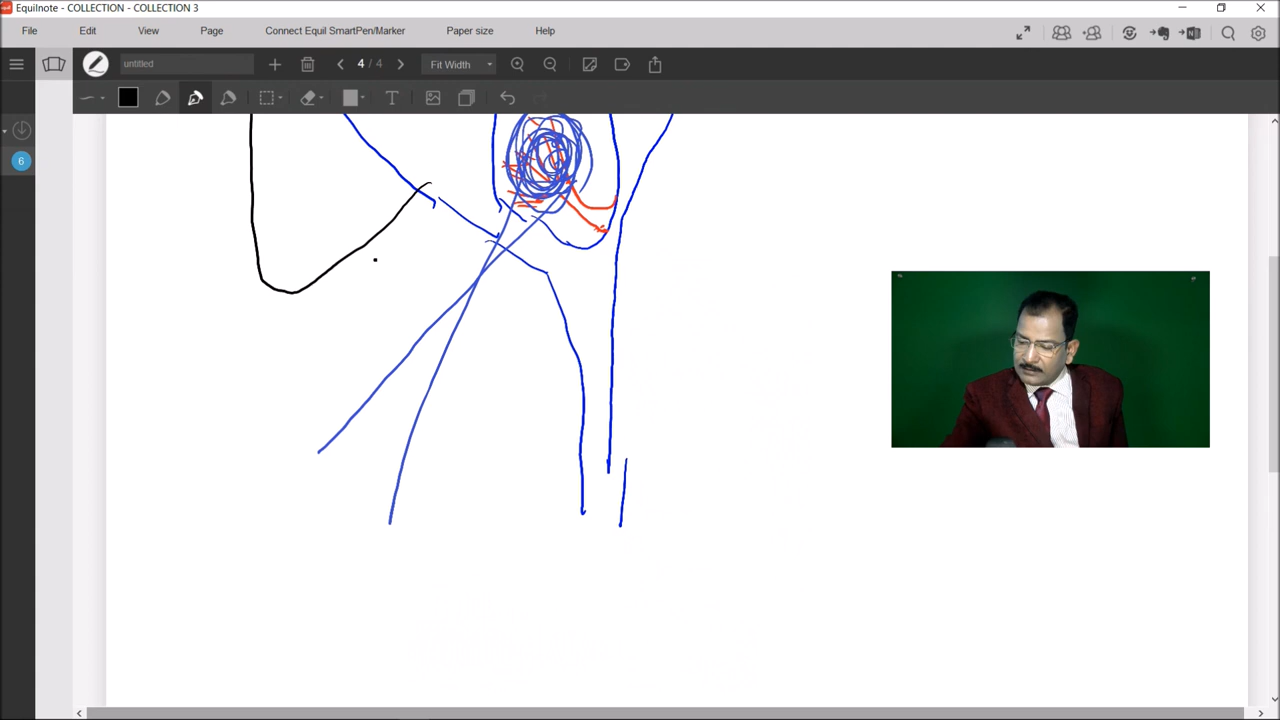 Equilnote - COLLECTION - COLLECTION 3
File Edit View Page Connect Equil SmartPen/Marker Paper size Help
untitled 4 / 4 Fit Width
6